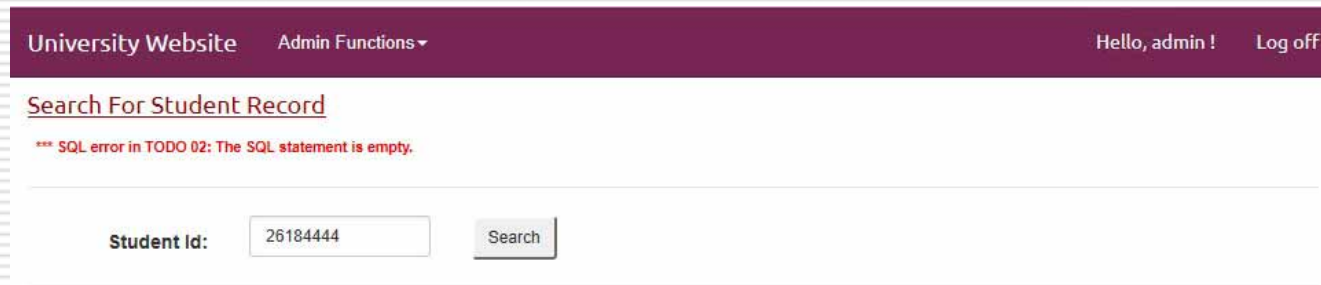 University Website Admin Functions Hello, admin ! Log off
Search For Student Record
*** SQL error in TODO 02: The SQL statement is empty.
Student Id: 26184444 Search